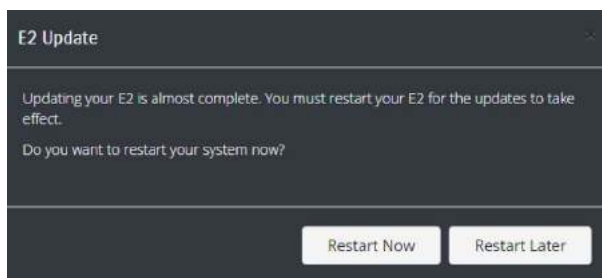 E2 Update
Updating your E2 is almost complete. You must restart your E2 for the updates to take
effect.
Do you want to restart your system now?
Restart Now
Restart Later